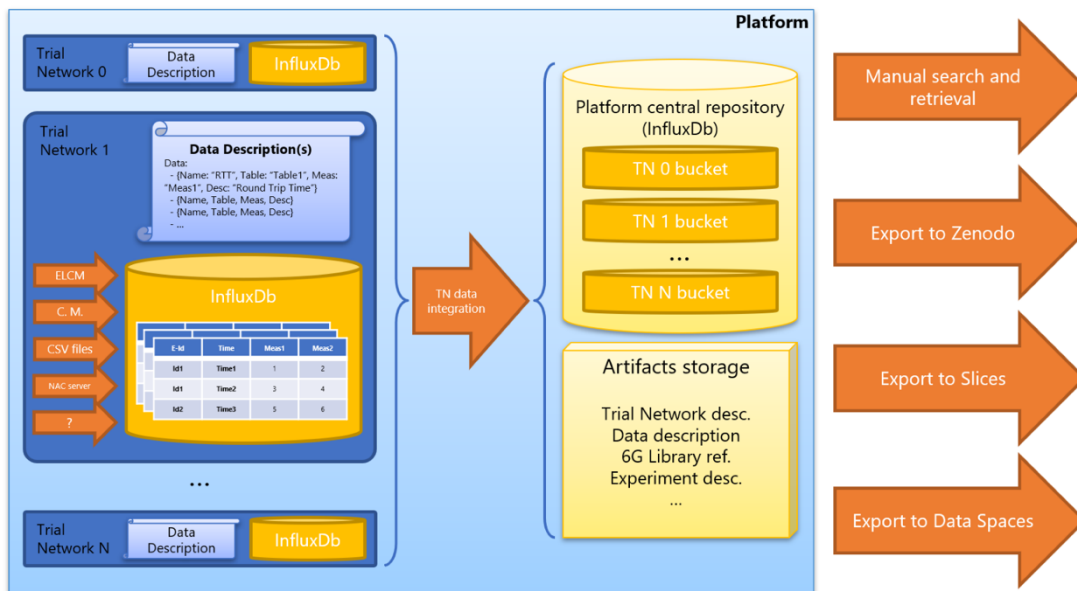 Platform
Trial
Network 0
Data
Description
InfluxDb
Trial
Network 1
Data Description(s)
Data:
- {Name: "RTT", Table: "Table1", Meas:
"Meas1", Desc: "Round Trip Time"}
- {Name, Table, Meas, Desc}
- {Name, Table, Meas, Desc}
- ...
ELCM
C. M.
CSV files
NAC server
?
InfluxDb
E-Id Time Meas1 Meas2
Id1 Time1 1 2
Id1 Time2 3 4
Id2 Time3 5 6
...
Trial
Network N
Data
Description
InfluxDb
TN data
integration
Platform central repository
(InfluxDb)
TN 0 bucket
TN 1 bucket
...
TN N bucket
Artifacts storage
Trial Network desc.
Data description
6G Library ref.
Experiment desc.
...
Manual search and
retrieval
Export to Zenodo
Export to Slices
Export to Data Spaces